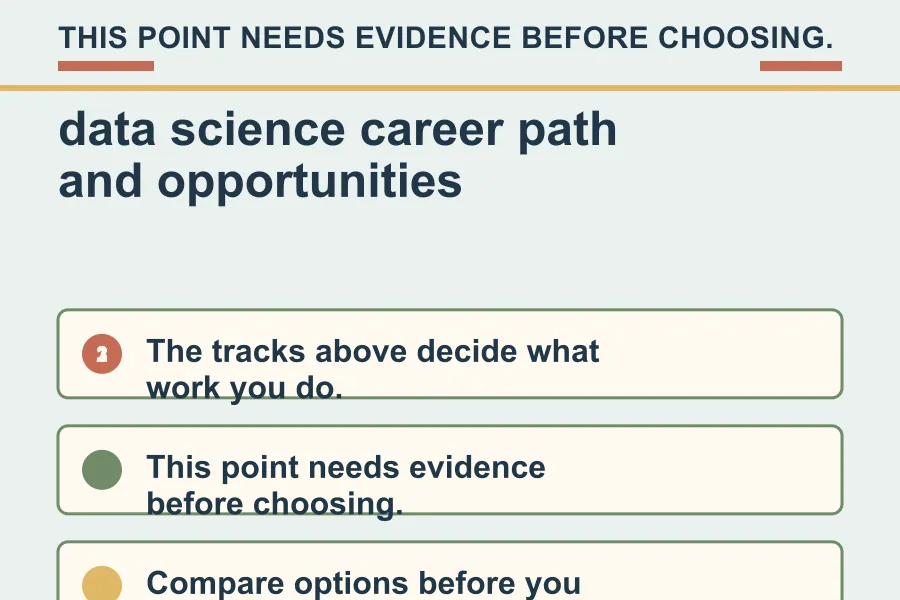 THIS POINT NEEDS EVIDENCE BEFORE CHOOSING.
data science career path
and opportunities
The tracks above decide what
work you do.
This point needs evidence
before choosing.
Compare options before you